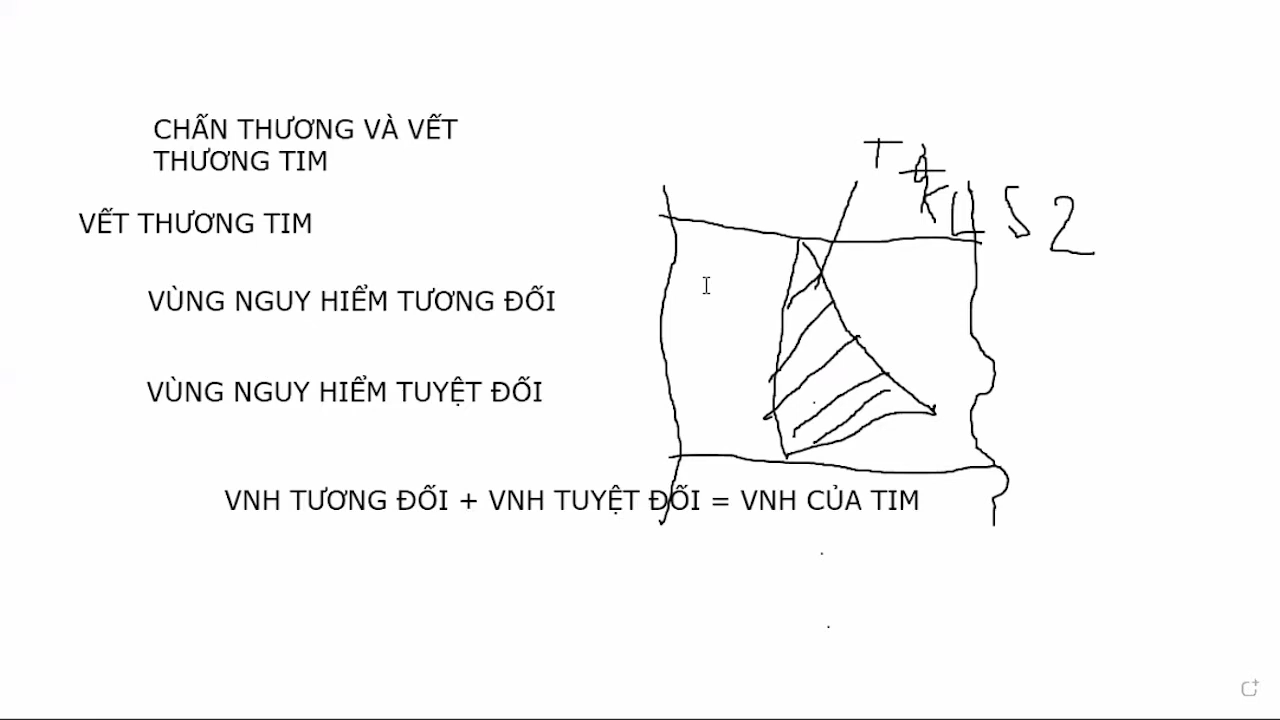 CHẤN THƯƠNG VÀ VẾT
THƯƠNG TIM
VẾT THƯƠNG TIM
VÙNG NGUY HIỂM TƯƠNG ĐỐI
VÙNG NGUY HIỂM TUYỆT ĐỐI
VNH TƯƠNG ĐỐI + VNH TUYỆT ĐỐI = VNH CỦA TIM